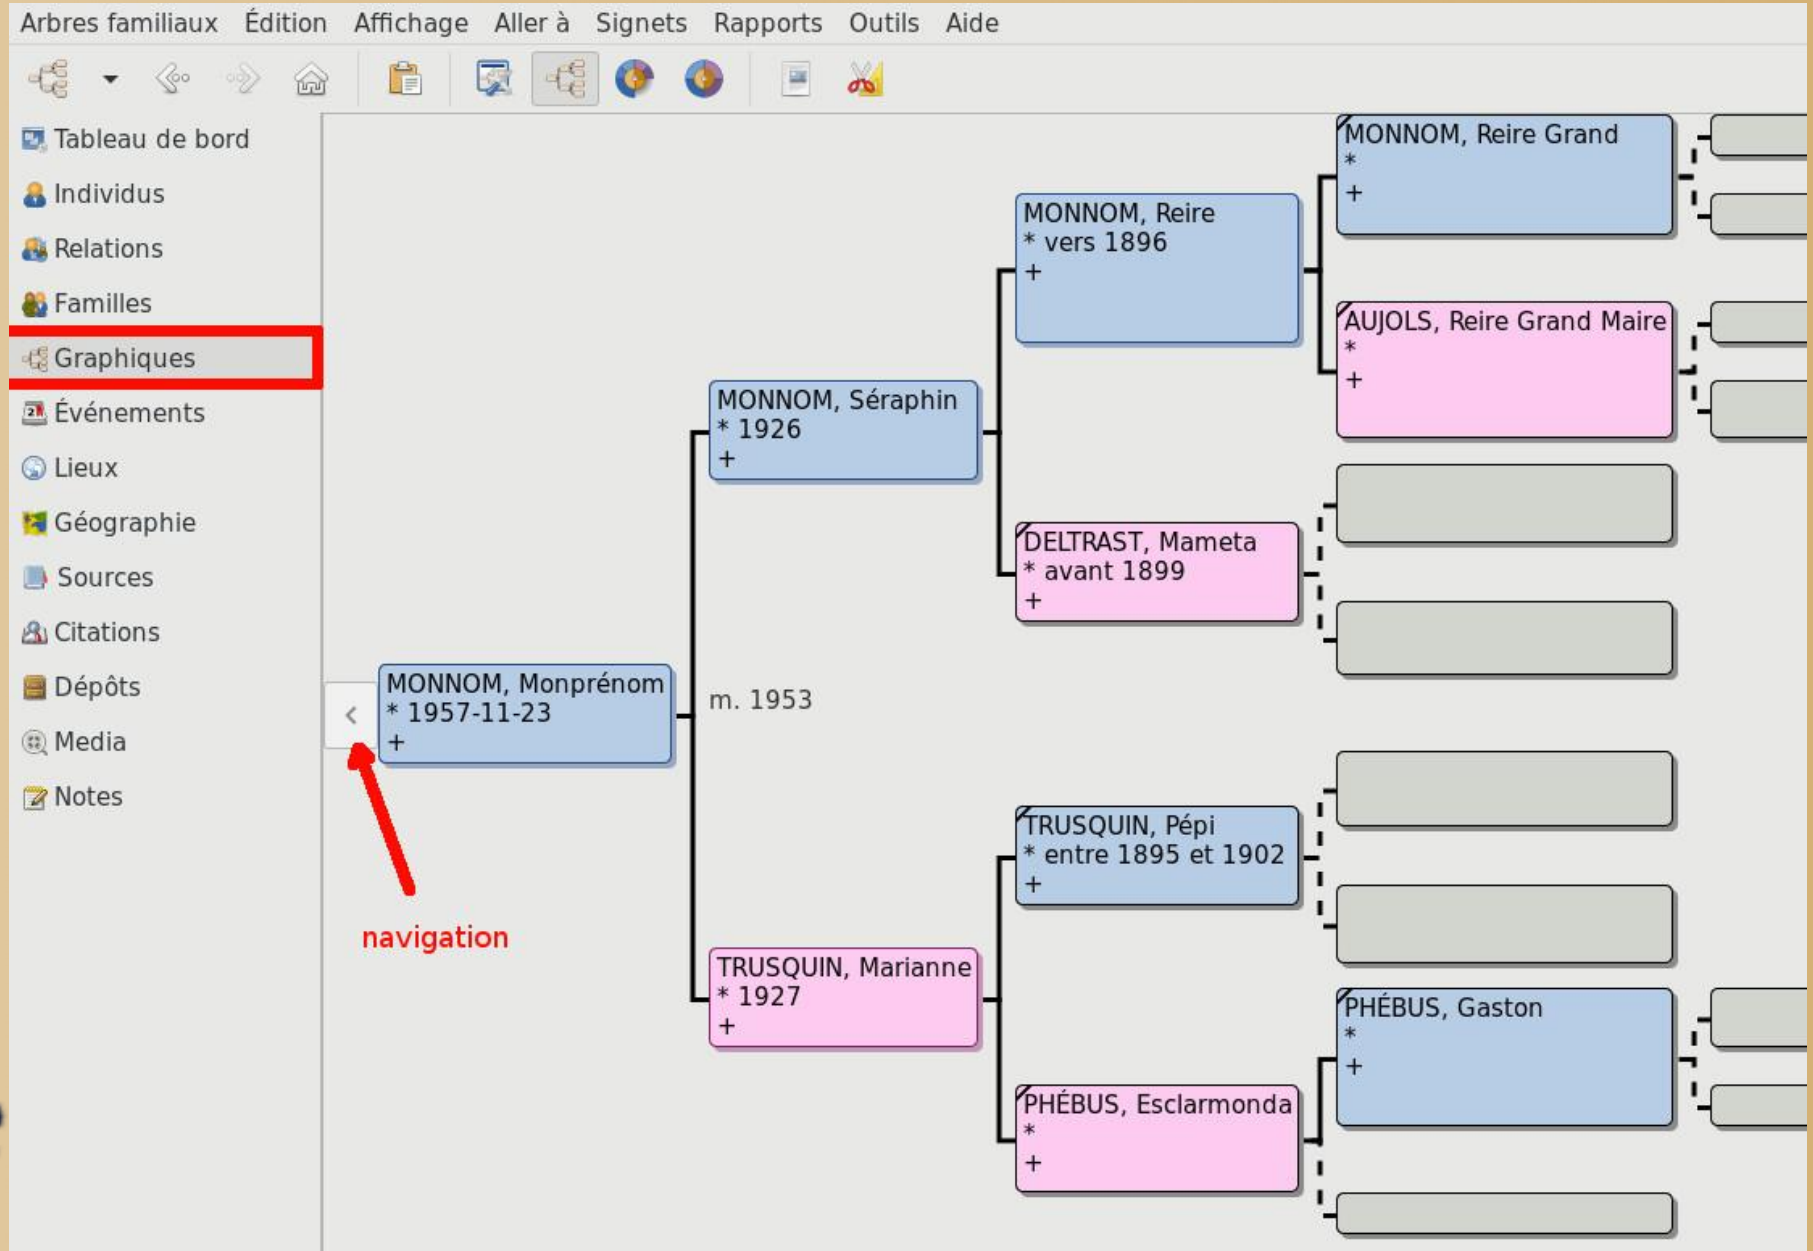 Arbres familiaux Édition Affichage Aller à Signets Rapports Outils Aide
Tableau de bord
Individus
Relations
Familles
Graphiques
Événements
Lieux
Géographie
Sources
Citations
Dépôts
Media
Notes
MONNOM, Monprénom
* 1957-11-23
+
navigation
m. 1953
MONNOM, Séraphin
* 1926
+
TRUSQUIN, Marianne
* 1927
+
MONNOM, Reire
* vers 1896
+
DELTRAST, Mameta
* avant 1899
+
TRUSQUIN, Pépi
* entre 1895 et 1902
+
PHÉBUS, Esclarmonda
*
+
MONNOM, Reire Grand
*
+
AUJOLS, Reire Grand Maire
*
+
PHÉBUS, Gaston
*
+